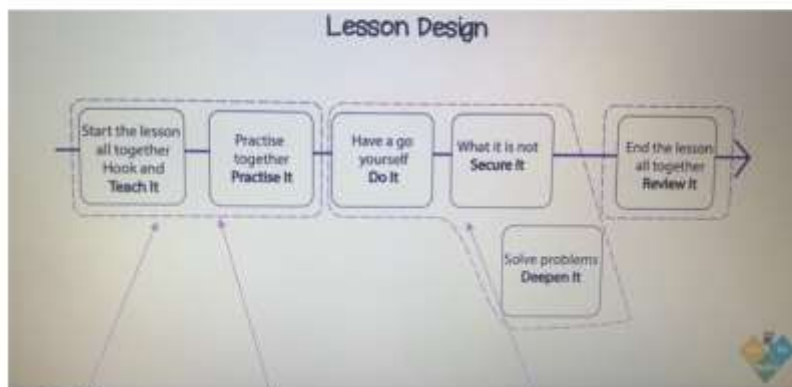 Lesson Design
Start the lesson
all together
Hook and
Teach It
Practise
together
Practise It
Have a go
yourself
Do It
What it is not
Secure It
Solve problems
Deepen It
End the lesson
all together
Review It